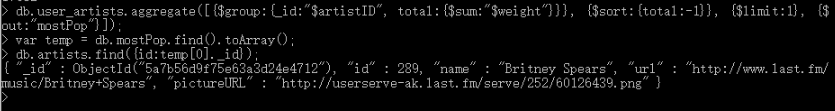 > db.user_artists.aggregate([{$group:{_id:"$artistID", total:{$sum:"$weight"}}}, {$sort:{total:-1}}, {$limit:1}, {$
out:"mostPop"}]);
> var temp = db.mostPop.find().toArray();
> db.artists.find({id:temp[0]._id});
{ "_id" : ObjectId("5a7b56d9f75e63a3d24e4712"), "id" : 289, "name" : "Britney Spears", "url" : "http://www.last.fm/
music/Britney+Spears", "pictureURL" : "http://userserve-ak.last.fm/serve/252/60126439.png" }
>